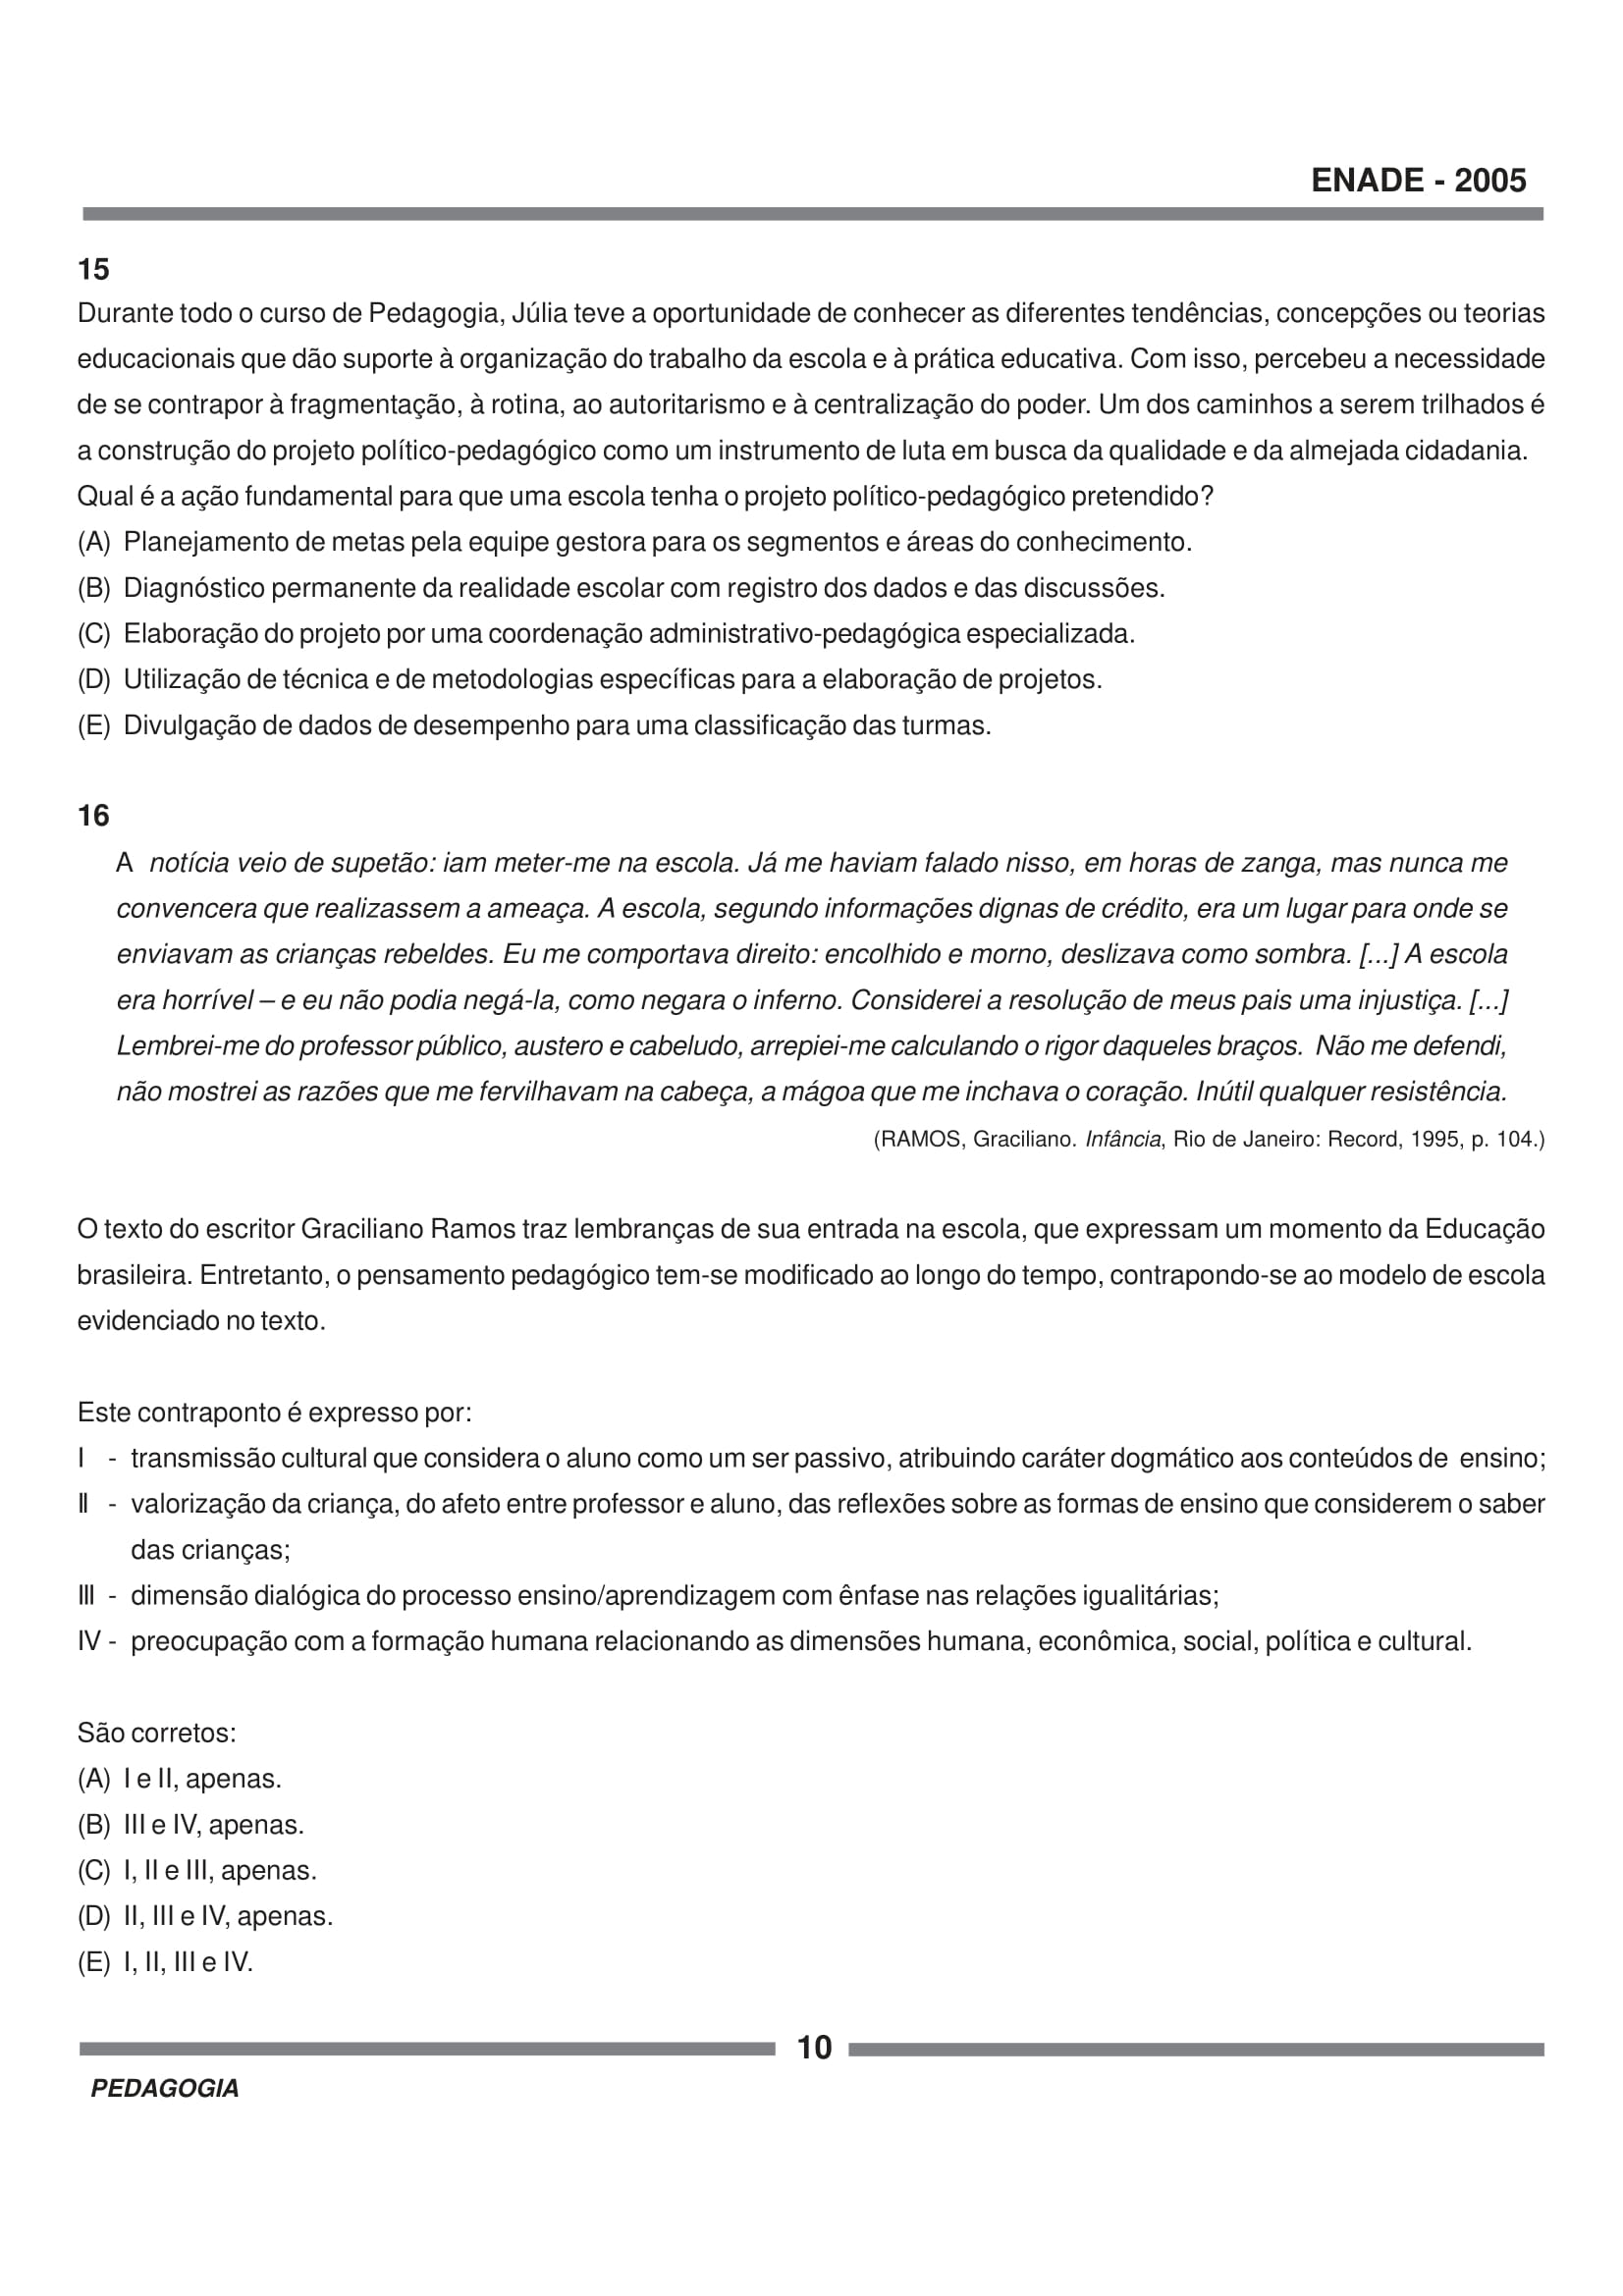 ENADE - 2005
15
Durante todo o curso de Pedagogia, Júlia teve a oportunidade de conhecer as diferentes tendências, concepções ou teorias
educacionais que dão suporte à organização do trabalho da escola e à prática educativa. Com isso, percebeu a necessidade
de se contrapor à fragmentação, à rotina, ao autoritarismo e à centralização do poder. Um dos caminhos a serem trilhados é
a construção do projeto político-pedagógico como um instrumento de luta em busca da qualidade e da almejada cidadania.
Qual é a ação fundamental para que uma escola tenha o projeto político-pedagógico pretendido?
(A) Planejamento de metas pela equipe gestora para os segmentos e áreas do conhecimento.
(B) Diagnóstico permanente da realidade escolar com registro dos dados e das discussões.
(C) Elaboração do projeto por uma coordenação administrativo-pedagógica especializada.
(D) Utilização de técnica e de metodologias específicas para a elaboração de projetos.
(E) Divulgação de dados de desempenho para uma classificação das turmas.
16
A notícia veio de supetão: iam meter-me na escola. Já me haviam falado nisso, em horas de zanga, mas nunca me
convencera que realizassem a ameaça. A escola, segundo informações dignas de crédito, era um lugar para onde se
enviavam as crianças rebeldes. Eu me comportava direito: encolhido e morno, deslizava como sombra. [...] A escola
era horrível – e eu não podia negá-la, como negara o inferno. Considerei a resolução de meus pais uma injustiça. [...]
Lembrei-me do professor público, austero e cabeludo, arrepiei-me calculando o rigor daqueles braços. Não me defendi,
não mostrei as razões que me fervilhavam na cabeça, a mágoa que me inchava o coração. Inútil qualquer resistência.
(RAMOS, Graciliano. Infância, Rio de Janeiro: Record, 1995, p. 104.)
O texto do escritor Graciliano Ramos traz lembranças de sua entrada na escola, que expressam um momento da Educação
brasileira. Entretanto, o pensamento pedagógico tem-se modificado ao longo do tempo, contrapondo-se ao modelo de escola
evidenciado no texto.
Este contraponto é expresso por:
I - transmissão cultural que considera o aluno como um ser passivo, atribuindo caráter dogmático aos conteúdos de ensino;
II - valorização da criança, do afeto entre professor e aluno, das reflexões sobre as formas de ensino que considerem o saber
das crianças;
III - dimensão dialógica do processo ensino/aprendizagem com ênfase nas relações igualitárias;
IV - preocupação com a formação humana relacionando as dimensões humana, econômica, social, política e cultural.
São corretos:
(A) I e II, apenas.
(B) III e IV, apenas.
(C) I, II e III, apenas.
(D) II, III e IV, apenas.
(E) I, II, III e IV.
10
PEDAGOGIA